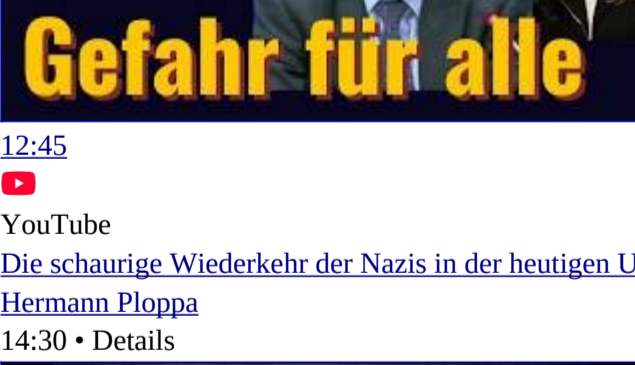 Gefahr für alle
12:45
YouTube
Die schaurige Wiederkehr der Nazis in der heutigen
Hermann Ploppa
14:30 • Details